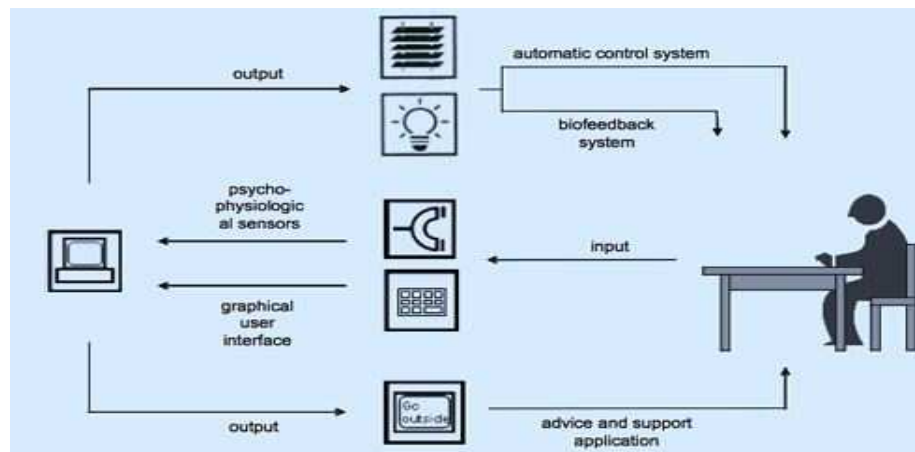 automatic control system
output
biofeedback
system
psycho-
physiologic
al sensors
input
graphical
user
interface
Go
outside
output
advice and support
application